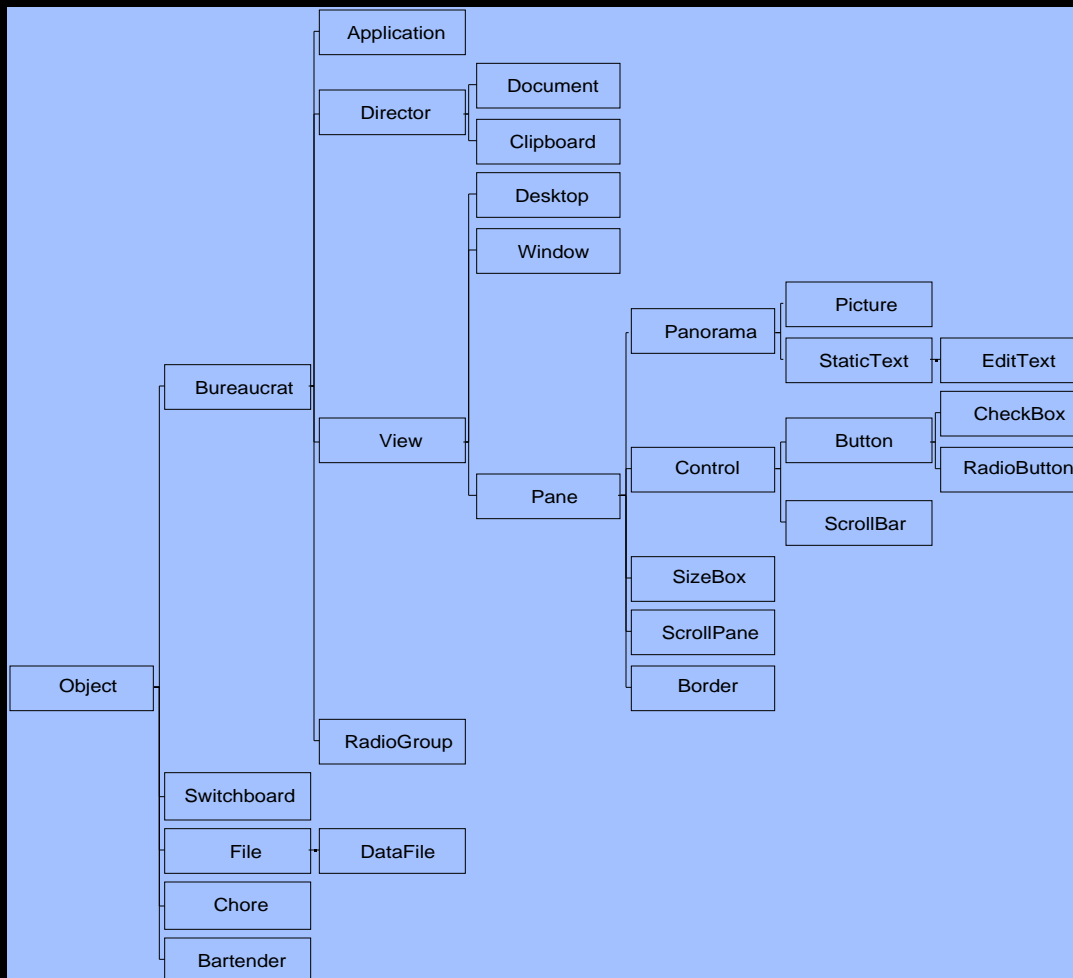 Application
Document
Director
Clipboard
Desktop
Window
Picture
Panorama
StaticText
EditText
Bureaucrat
CheckBox
View
Button
Control
RadioButton
Pane
ScrollBar
SizeBox
ScrollPane
Object
Border
RadioGroup
Switchboard
File
DataFile
Chore
Bartender